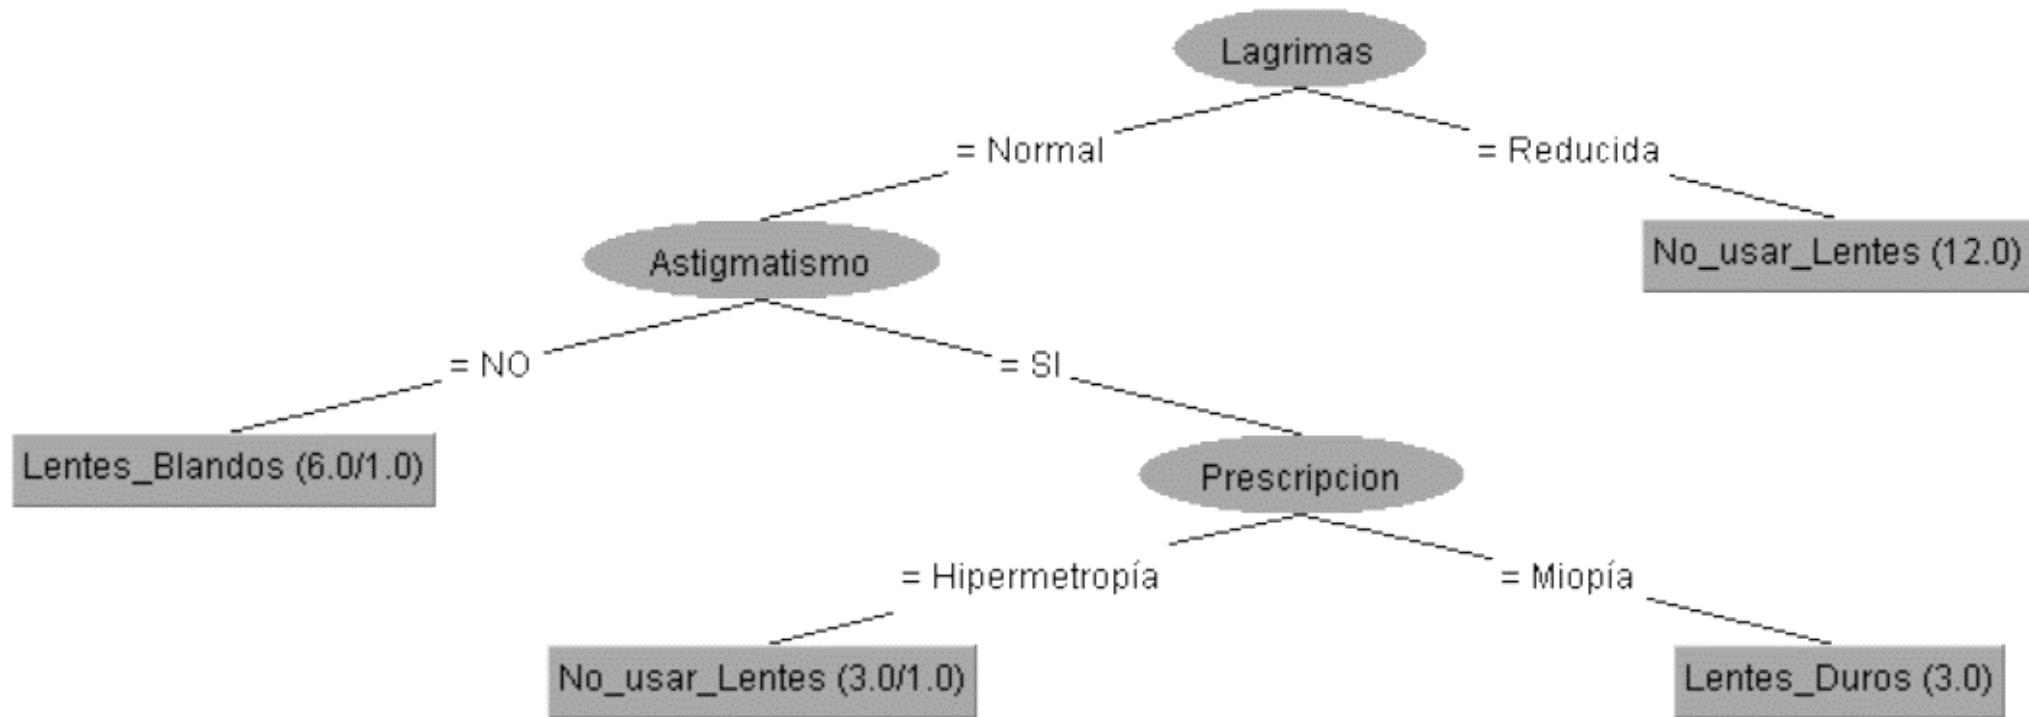 Lagrimas
= Normal
= Reducida
Astigmatismo
No_usar_Lentes (12.0)
= NO
= SI
Lentes_Blandos (6.0/1.0)
Prescripcion
= Hipermetropía
= Miopía
No_usar_Lentes (3.0/1.0)
Lentes_Duros (3.0)